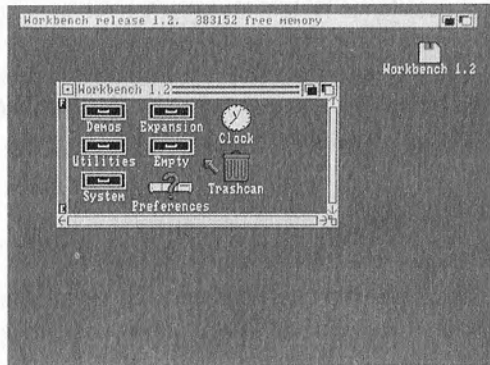 Workbench release 1.2. 383152 free memory
Workbench 1.2
Workbench 1.2
Demos
Expansion
Clock
Utilities
Empty
Trashcan
System
Preferences